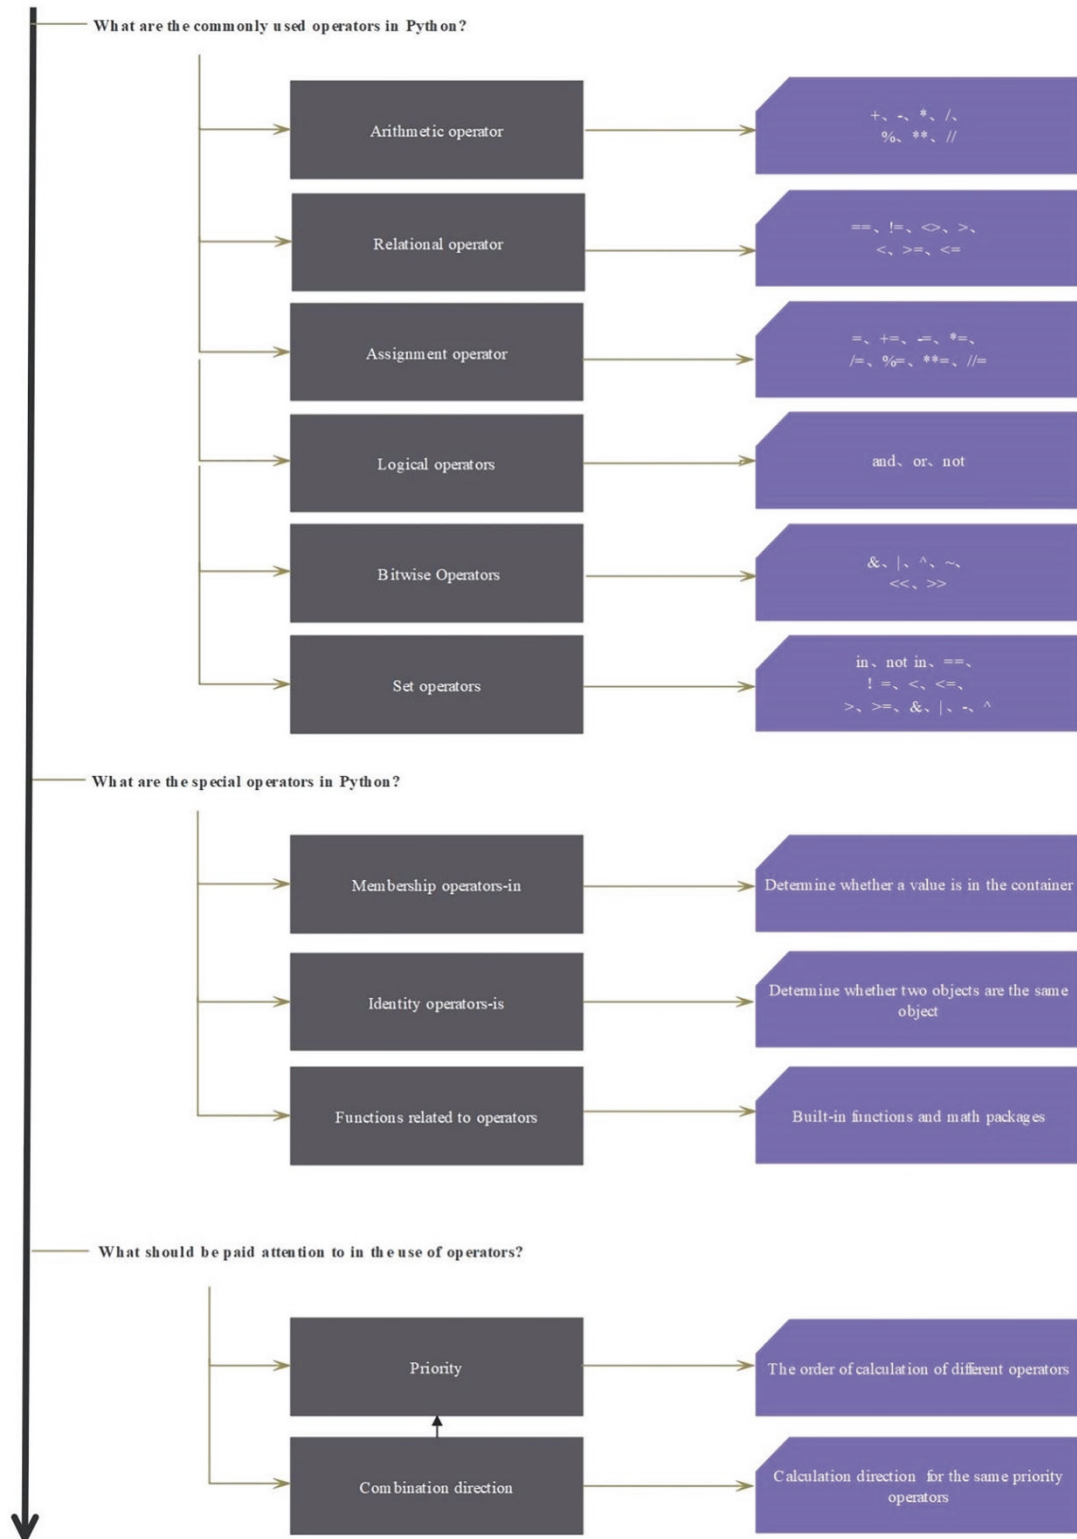 What are the commonly used operators in Python?
Arithmetic operator
+、-、*、/、
%、**、//
Relational operator
==、!=、<>、>、
<、>=、<=
Assignment operator
=、+=、-=、*=、
/=、%=、**=、//=
Logical operators
and、or、not
Bitwise Operators
&、|、^、~、
<<、>>
Set operators
in、not in、==、
! =、<、<=、
>、>=、&、|、-、^
What are the special operators in Python?
Membership operators-in
Determine whether a value is in the container
Identity operators-is
Determine whether two objects are the same
object
Functions related to operators
Built-in functions and math packages
What should be paid attention to in the use of operators?
Priority
The order of calculation of different operators
Combination direction
Calculation direction for the same priority
operators